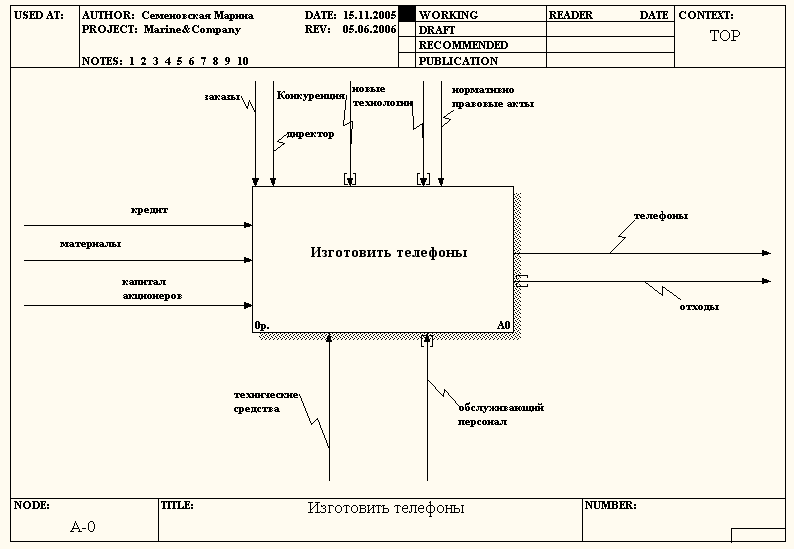 USED AT:
AUTHOR: Семеновская Марина
DATE: 15.11.2005
WORKING
READER
DATE
CONTEXT:
PROJECT: Marine&Company
REV: 05.06.2006
DRAFT
TOP
RECOMMENDED
NOTES: 1 2 3 4 5 6 7 8 9 10
PUBLICATION
заказы
Конкуренция
новые
технологии
нормативно
правовые акты
директор
кредит
материалы
капитал
акционеров
Изготовить телефоны
0р.
A0
телефоны
отходы
технические
средства
обслуживающий
персонал
NODE:
A-0
TITLE:
Изготовить телефоны
NUMBER: